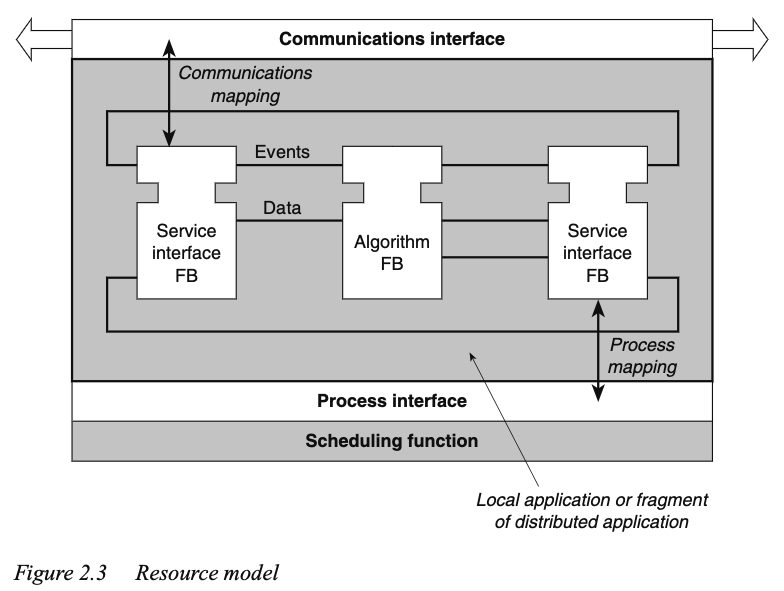 Communications interface
Communications
mapping
Events
Data
Service
interface
FB
Algorithm
FB
Service
interface
FB
Process
mapping
Process interface
Scheduling function
Local application or fragment
of distributed application
Figure 2.3 Resource model